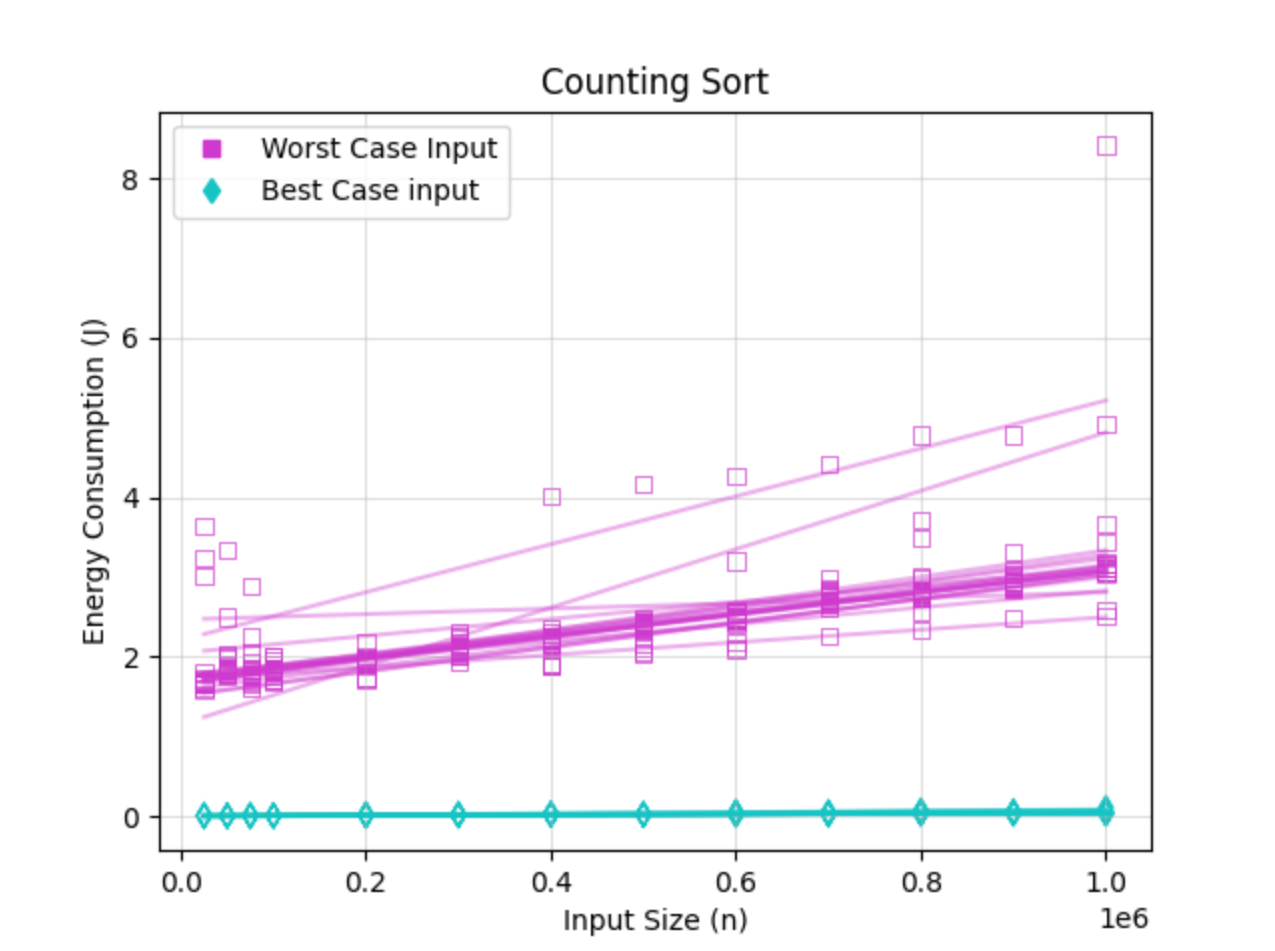 Counting Sort
Worst Case Input
Best Case input
Energy Consumption (J)
8
6
4
2
0
0.0 0.2 0.4 0.6 0.8 1.0
1e6
Input Size (n)